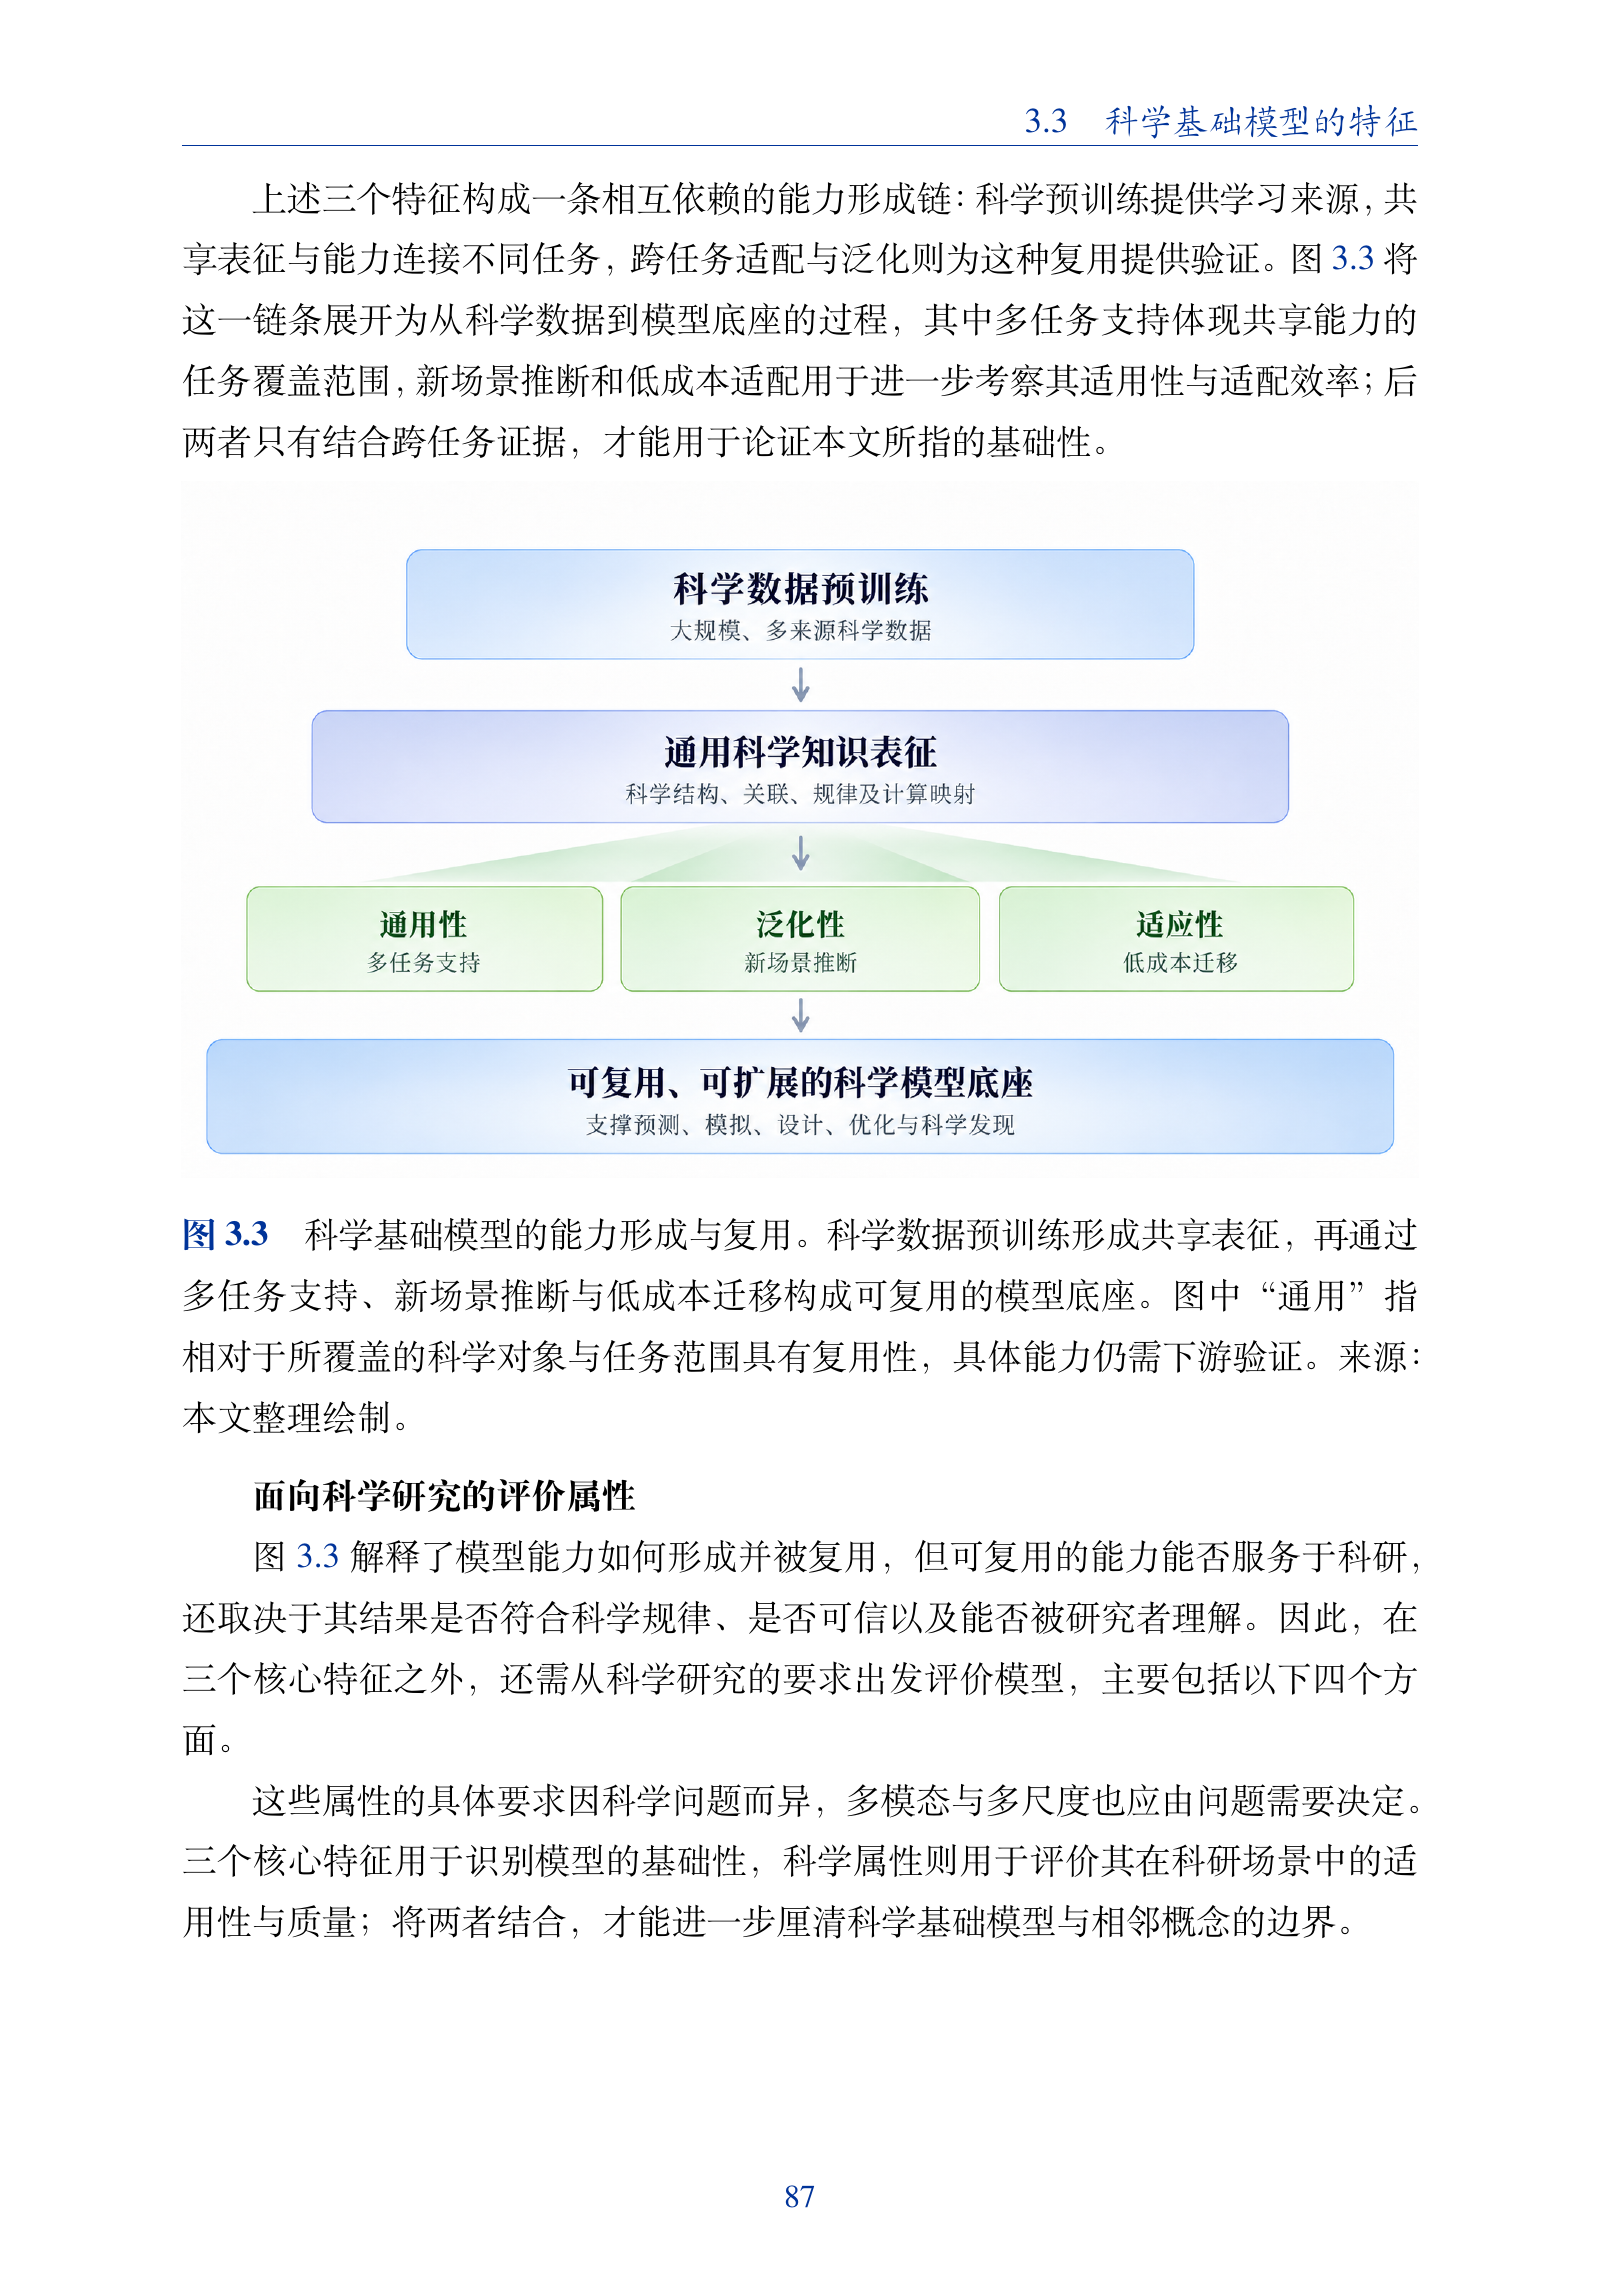 3.3 科学基础模型的特征
上述三个特征构成一条相互依赖的能力形成链：科学预训练提供学习来源，共
享表征与能力连接不同任务，跨任务适配与泛化则为这种复用提供验证。图 3.3 将
这一链条展开为从科学数据到模型底座的过程，其中多任务支持体现共享能力的
任务覆盖范围，新场景推断和低成本适配用于进一步考察其适用性与适配效率；后
两者只有结合跨任务证据，才能用于论证本文所指的基础性。
科学数据预训练
大规模、多来源科学数据
通用科学知识表征
科学结构、关联、规律及计算映射
通用性
多任务支持
泛化性
新场景推断
适应性
低成本迁移
可复用、可扩展的科学模型底座
支撑预测、模拟、设计、优化与科学发现
图 3.3 科学基础模型的能力形成与复用。科学数据预训练形成共享表征，再通过
多任务支持、新场景推断与低成本迁移构成可复用的模型底座。图中“通用”指
相对于所覆盖的科学对象与任务范围具有复用性，具体能力仍需下游验证。来源：
本文整理绘制。
面向科学研究的评价属性
图 3.3 解释了模型能力如何形成并被复用，但可复用的能力能否服务于科研，
还取决于其结果是否符合科学规律、是否可信以及能否被研究者理解。因此，在
三个核心特征之外，还需从科学研究的要求出发评价模型，主要包括以下四个方
面。
这些属性的具体要求因科学问题而异，多模态与多尺度也应由问题需要决定。
三个核心特征用于识别模型的基础性，科学属性则用于评价其在科研场景中的适
用性与质量；将两者结合，才能进一步厘清科学基础模型与相邻概念的边界。
87